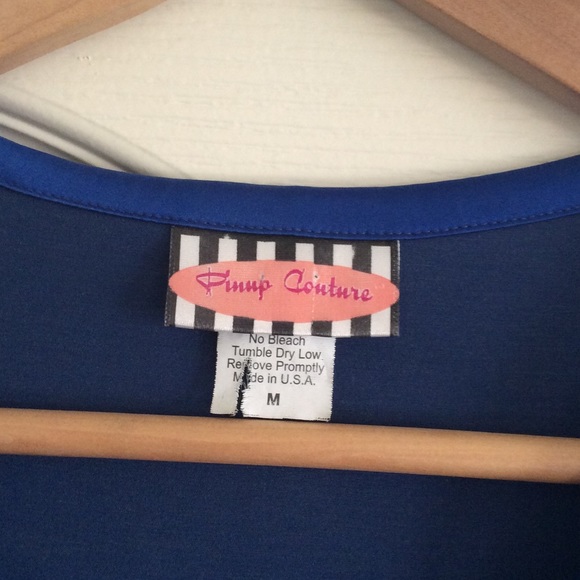 Pinup Couture
No Bleach
Tumble Dry Low
Remove Promptly
Made in U.S.A.
M